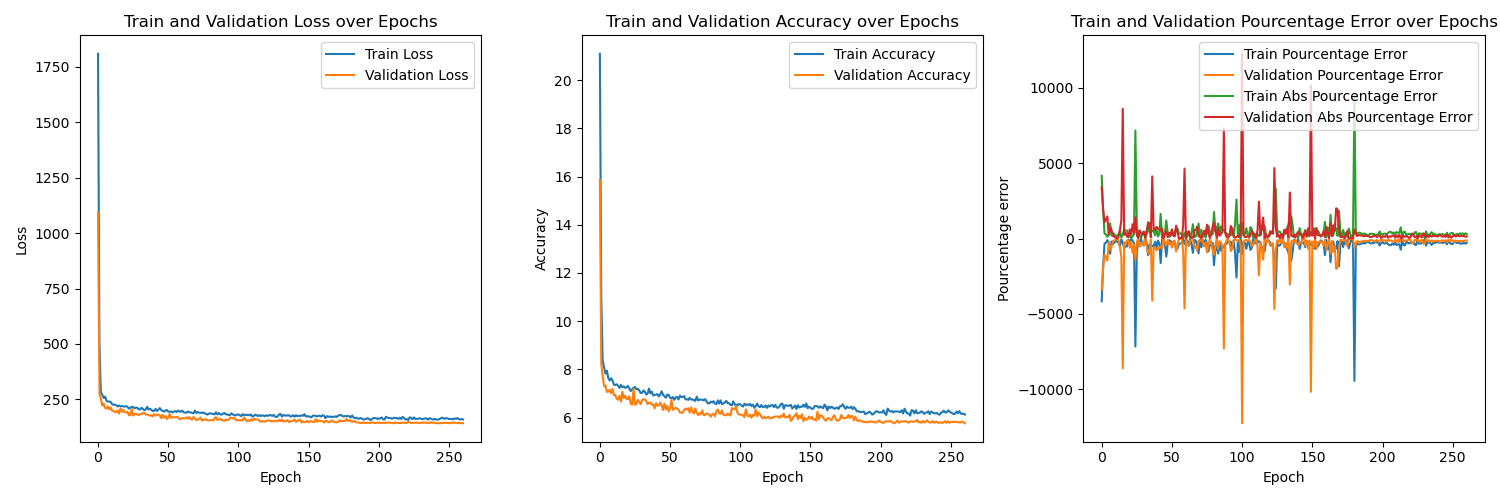 Train and Validation Loss over Epochs
Loss
1750
1500
1250
1000
750
500
250
0
50
100
150
200
250
Epoch
Train Loss
Validation Loss
Train and Validation Accuracy over Epochs
Accuracy
20
18
16
14
12
10
8
6
0
50
100
150
200
250
Epoch
Train Accuracy
Validation Accuracy
Train and Validation Pourcentage Error over Epochs
Pourcentage error
10000
5000
0
−5000
−10000
0
50
100
150
200
250
Epoch
Train Pourcentage Error
Validation Pourcentage Error
Train Abs Pourcentage Error
Validation Abs Pourcentage Error